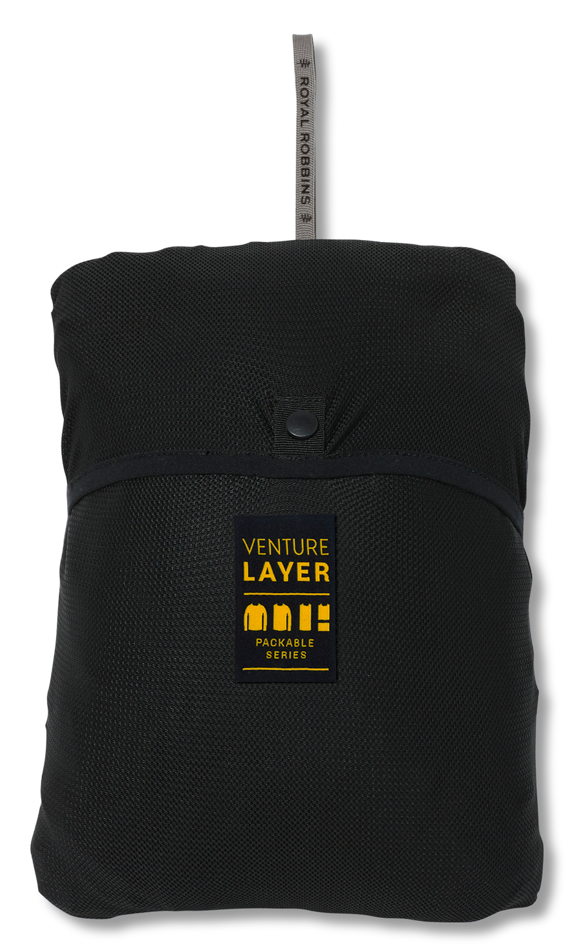 ROYAL ROBBINS
VENTURE
LAYER
PACKABLE
SERIES